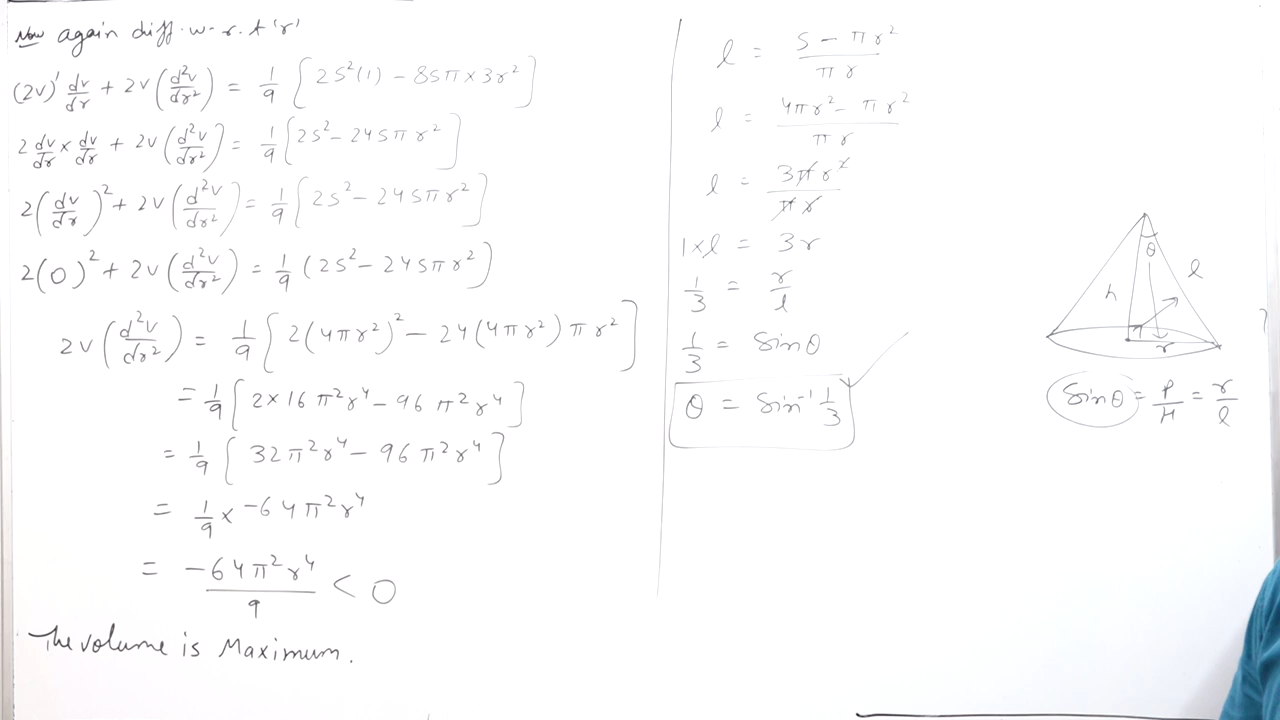 Now again diff. w.r.t 'r'
(2v)' dv/dr + 2v(d²v/dr²) = 1/9 [2s²(1) - 8sπ×3r²]
2 dv/dr × dv/dr + 2v(d²v/dr²) = 1/9 [2s² - 24sπr²]
2(dv/dr)² + 2v(d²v/dr²) = 1/9 [2s² - 24sπr²]
2(0)² + 2v(d²v/dr²) = 1/9 (2s² - 24sπr²)
2v(d²v/dr²) = 1/9 [2(4πr²)² - 24(4πr²)πr²]
= 1/9 [2×16π²r⁴ - 96π²r⁴]
= 1/9 [32π²r⁴ - 96π²r⁴]
= 1/9 × -64π²r⁴
= -64π²r⁴/9 < 0
The volume is Maximum.
l = s - πr²/πr
l = 4πr² - πr²/πr
l = 3πr²/πr
1×l = 3r
1/3 = r/l
1/3 = Sinθ
θ = Sin⁻¹ 1/3
θ
l
h
r
Sinθ = P/H = r/l